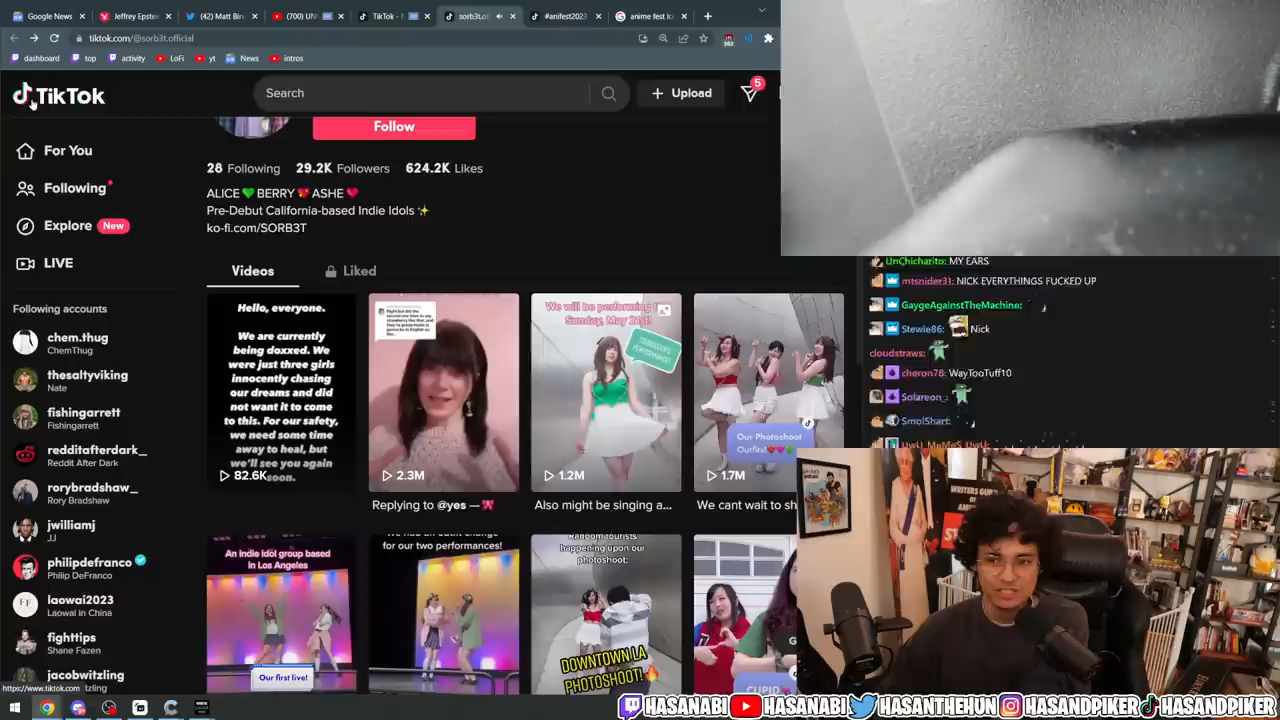 Google News
Jeffrey Epste
(42) Matt Bin
(700) UN
TikTok - 
sorb3t.of
#anifest2023
anime fest lo
tiktok.com/@sorb3t.official
302
dashboard
top
activity
LoFi
yt
News
intros
TikTok
Search
Upload
5
Follow
For You
28 Following 29.2K Followers 624.2K Likes
Following
ALICE💚BERRY💖ASHE❤️
Pre-Debut California-based Indie Idols ✨
Explore New
ko-fi.com/SORB3T
LIVE
Videos
Liked
Following accounts
chem.thug
ChemThug
thesaltyviking
Nate
fishingarrett
Fishingarrett
redditafterdark_
Reddit After Dark
rorybradshaw_
Rory Bradshaw
jwilliamj
JJ
philipdefranco
Philip DeFranco
laowai2023
Laowai in China
fighttips
Shane Fazen
jacobwitzling
tzling
https://www.tiktok.com
Hello, everyone.
We are currently
being doxxed. We
were just three girls
innocently chasing
our dreams and did
not want it to come
to this. For our safety,
we need some time
away to heal, but
we'll see you again
soon.
82.6K
2.3M
Replying to @yes — 🎀
We will be performing
Sunday, May 21st!
1.2M
Also might be singing a...
Our Photoshoot
Outfits!
1.7M
We cant wait to sh
An indie idol group based
in Los Angeles
Our first live!
for our two performances!
Random tourists
happening upon our
photoshoot:
DOWNTOWN LA
PHOTOSHOOT!
CUPID
UnChicharito: MY EARS
mtsnider31: NICK EVERYTHINGS FUCKED UP
GaygeAgainstTheMachine:
Stewie86: Nick
cloudstraws:
cheron78: WayTooTuff10
Solareon_:
SmolShart:
UwU_MeMeS_UwU:
WRITERS GU
OF AM
ST
HASANABI
HASANABI
HASANTHEHUN
HASANDPIKER
HASANDPIKER